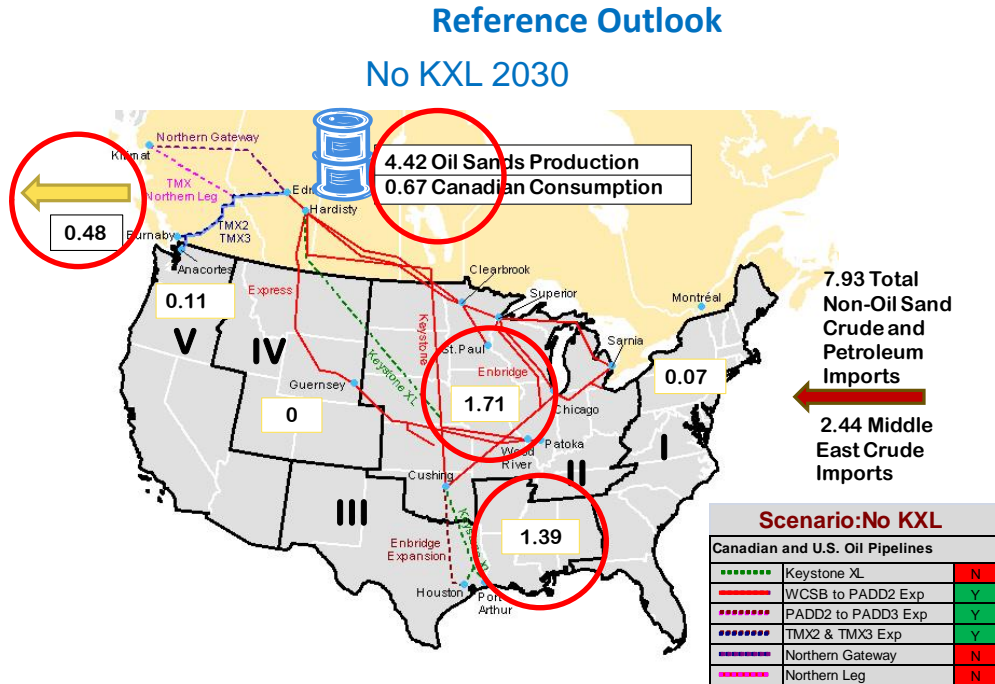 Reference Outlook
No KXL 2030
Northern Gateway
Kitimat
4.42 Oil Sands Production
0.67 Canadian Consumption
TMX
Northern Leg
Edm
Hardisty
0.48
Burnaby
TMX2
TMX3
Anacortes
Clearbrook
Superior
Montréal
7.93 Total
Non-Oil Sand
Crude and
Petroleum
Imports
0.11
V
Express
IV
Keystone
St.Paul
Sarnia
Keystone XL
Enbridge
0.07
Guernsey
0
1.71
Chicago
2.44 Middle
East Crude
Imports
Wood
River
Patoka
I
II
Cushing
III
Keystone XL
1.39
Enbridge
Expansion
Houston
Port
Arthur
Scenario:No KXL
Canadian and U.S. Oil Pipelines
Keystone XL N
WCSB to PADD2 Exp Y
PADD2 to PADD3 Exp Y
TMX2 & TMX3 Exp Y
Northern Gateway N
Northern Leg N